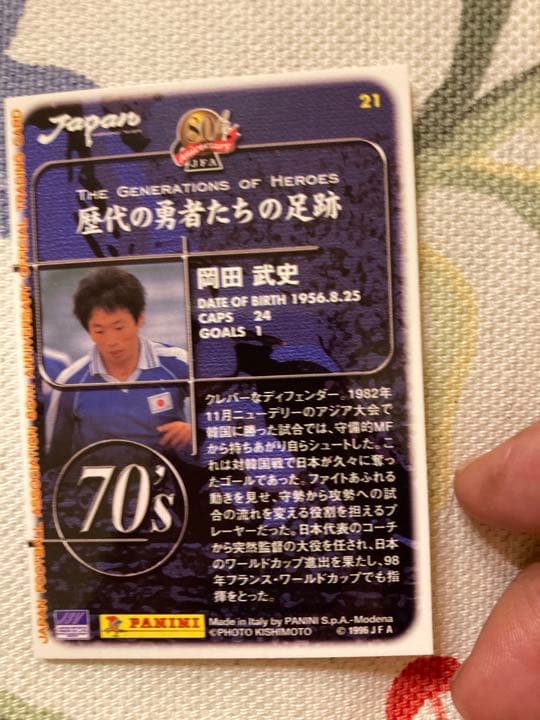 21
Japan
80th
Anniversary
JFA
THE GENERATIONS OF HEROES
歴代の勇者たちの足跡
岡田 武史
DATE OF BIRTH 1956.8.25
CAPS 24
GOALS 1
クレバーなディフェンダー。1982年
11月ニューデリーのアジア大会で
韓国に勝った試合では、守備的MF
から持ちあがり自らシュートした。こ
れは対韓国戦で日本が久々に奪っ
たゴールであった。ファイトあふれる
動きを見せ、守勢から攻勢への試
合の流れを変える役割を担えるプ
レーヤーだった。日本代表のコーチ
から突然監督の大役を任され、日本
のワールドカップ進出を果たし、98
年フランス・ワールドカップでも指
揮をとった。
70's
PANINI
Made in Italy by PANINI S.p.A.-Modena
©PHOTO KISHIMOTO
© 1996 JFA
JAPAN FOOTBALL ASSOCIATION 80TH ANNIVERSARY OFFICIAL TRADING CARD